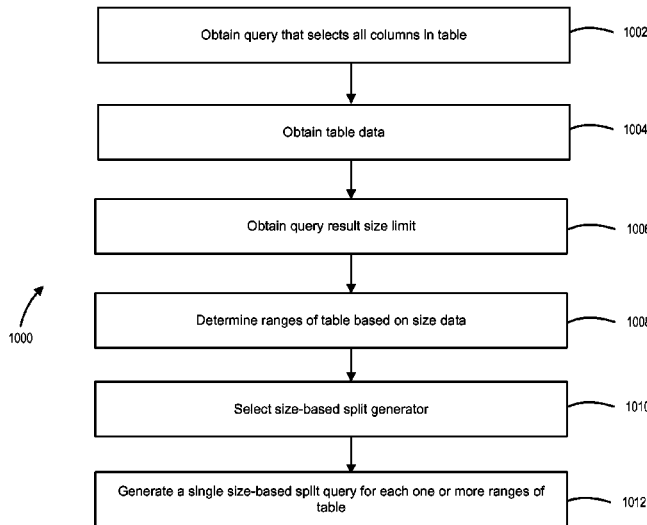 Obtain query that selects all columns in table
1002
Obtain table data
1004
Obtain query result size limit
1006
1000
Determine ranges of table based on size data
1008
Select size-based split generator
1010
Generate a single size-based split query for each one or more ranges of
table
1012